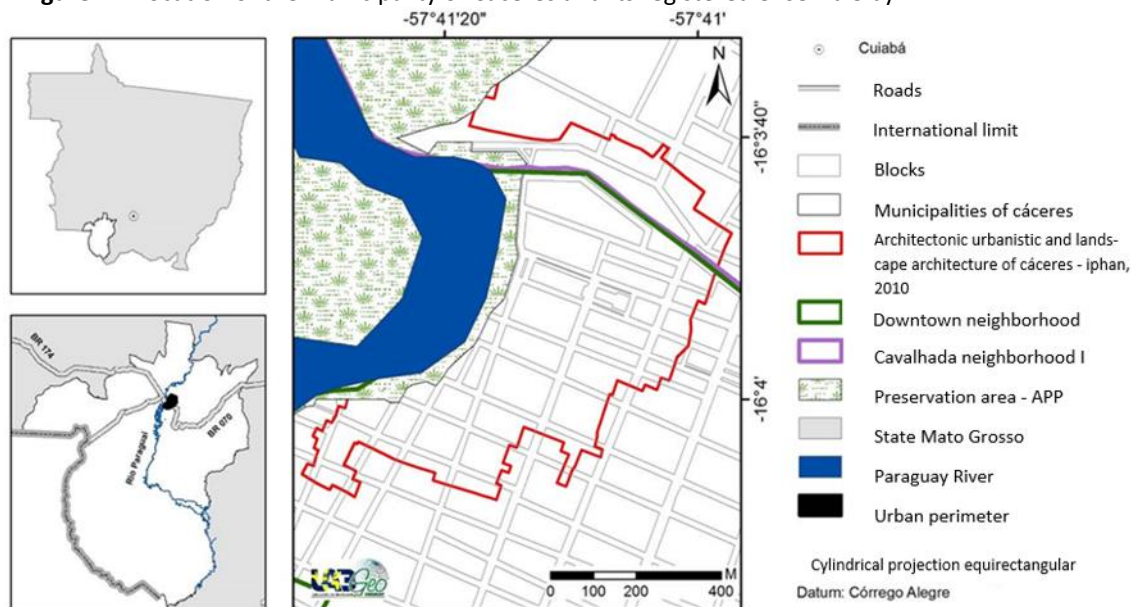 -57°41'20"
-57°41'
N
-16°3'40"
-16°4'
BR 174
BR 070
Rio Paraguai
Geo
0 100 200 400
M
Cuiabá
Roads
International limit
Blocks
Municipalities of cáceres
Architectonic urbanistic and lands-
cape architecture of cáceres - iphan,
2010
Downtown neighborhood
Cavalhada neighborhood I
Preservation area - APP
State Mato Grosso
Paraguay River
Urban perimeter
Cylindrical projection equirectangular
Datum: Córrego Alegre